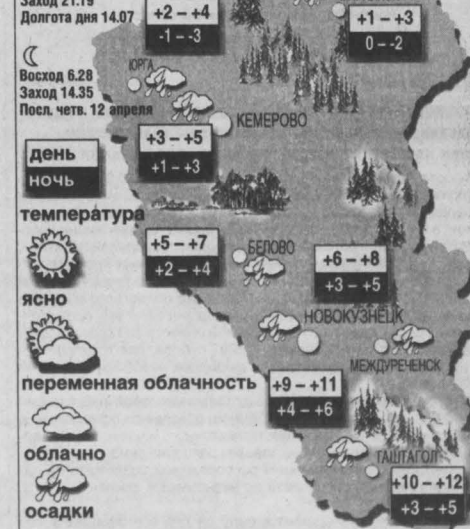 Заход 21.19
Долгота дня 14.07
+2 – +4
-1 – -3
+1 – +3
0 – -2
Восход 6.28
Заход 14.35
Посл. четв. 12 апреля
ЮРГА
КЕМЕРОВО
+3 – +5
+1 – +3
день
ночь
температура
+5 – +7
+2 – +4
БЕЛОВО
+6 – +8
+3 – +5
ясно
НОВОКУЗНЕЦК
МЕЖДУРЕЧЕНСК
переменная облачность
+9 – +11
+4 – +6
облачно
ТАШТАГОЛ
+10 – +12
+3 – +5
осадки